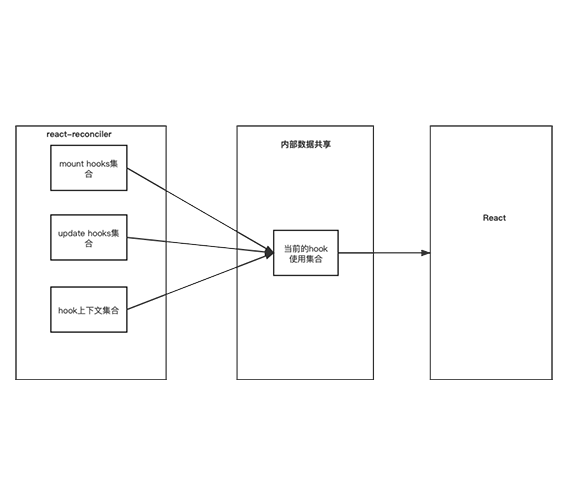 react-reconciler
mount hooks集
合
update hooks集
合
hook上下文集合
内部数据共享
当前的hook
使用集合
React